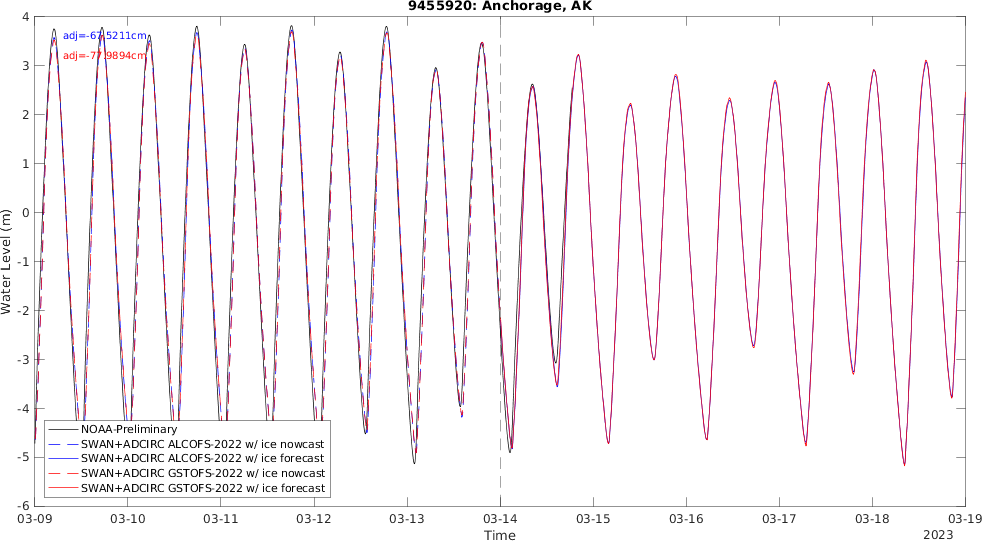 9455920: Anchorage, AK
adj=-67.5211cm
adj=-77.9894cm
Water Level (m)
4
3
2
1
0
-1
-2
-3
-4
-5
-6
NOAA-Preliminary
SWAN+ADCIRC ALCOFS-2022 w/ ice nowcast
SWAN+ADCIRC ALCOFS-2022 w/ ice forecast
SWAN+ADCIRC GSTOFS-2022 w/ ice nowcast
SWAN+ADCIRC GSTOFS-2022 w/ ice forecast
03-09 03-10 03-11 03-12 03-13 03-14 03-15 03-16 03-17 03-18 03-19
Time
2023